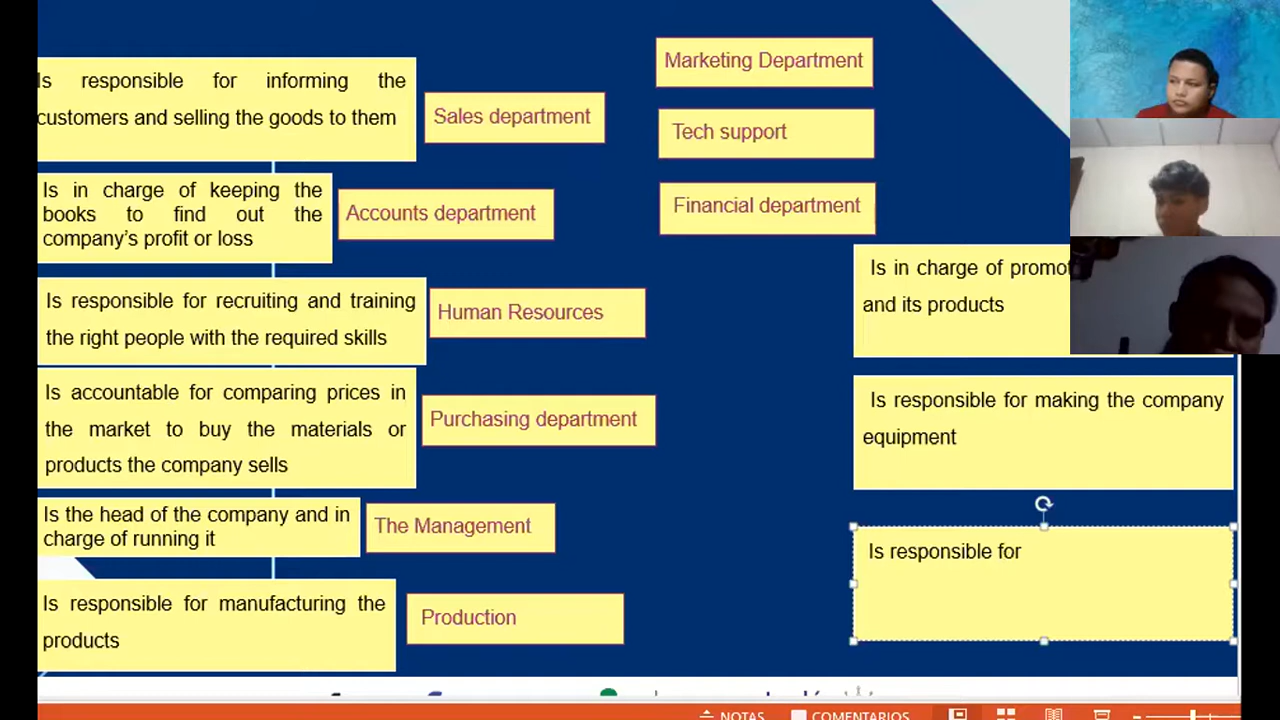 Is responsible for informing the
customers and selling the goods to them
Sales department
Is in charge of keeping the
books to find out the
company's profit or loss
Accounts department
Is responsible for recruiting and training
the right people with the required skills
Human Resources
Is accountable for comparing prices in
the market to buy the materials or
products the company sells
Purchasing department
Is the head of the company and in
charge of running it
The Management
Is responsible for manufacturing the
products
Production
Marketing Department
Tech support
Financial department
Is in charge of
and its products
Is responsible for making the company
equipment
Is responsible for
NOTAS
COMENTARIOS